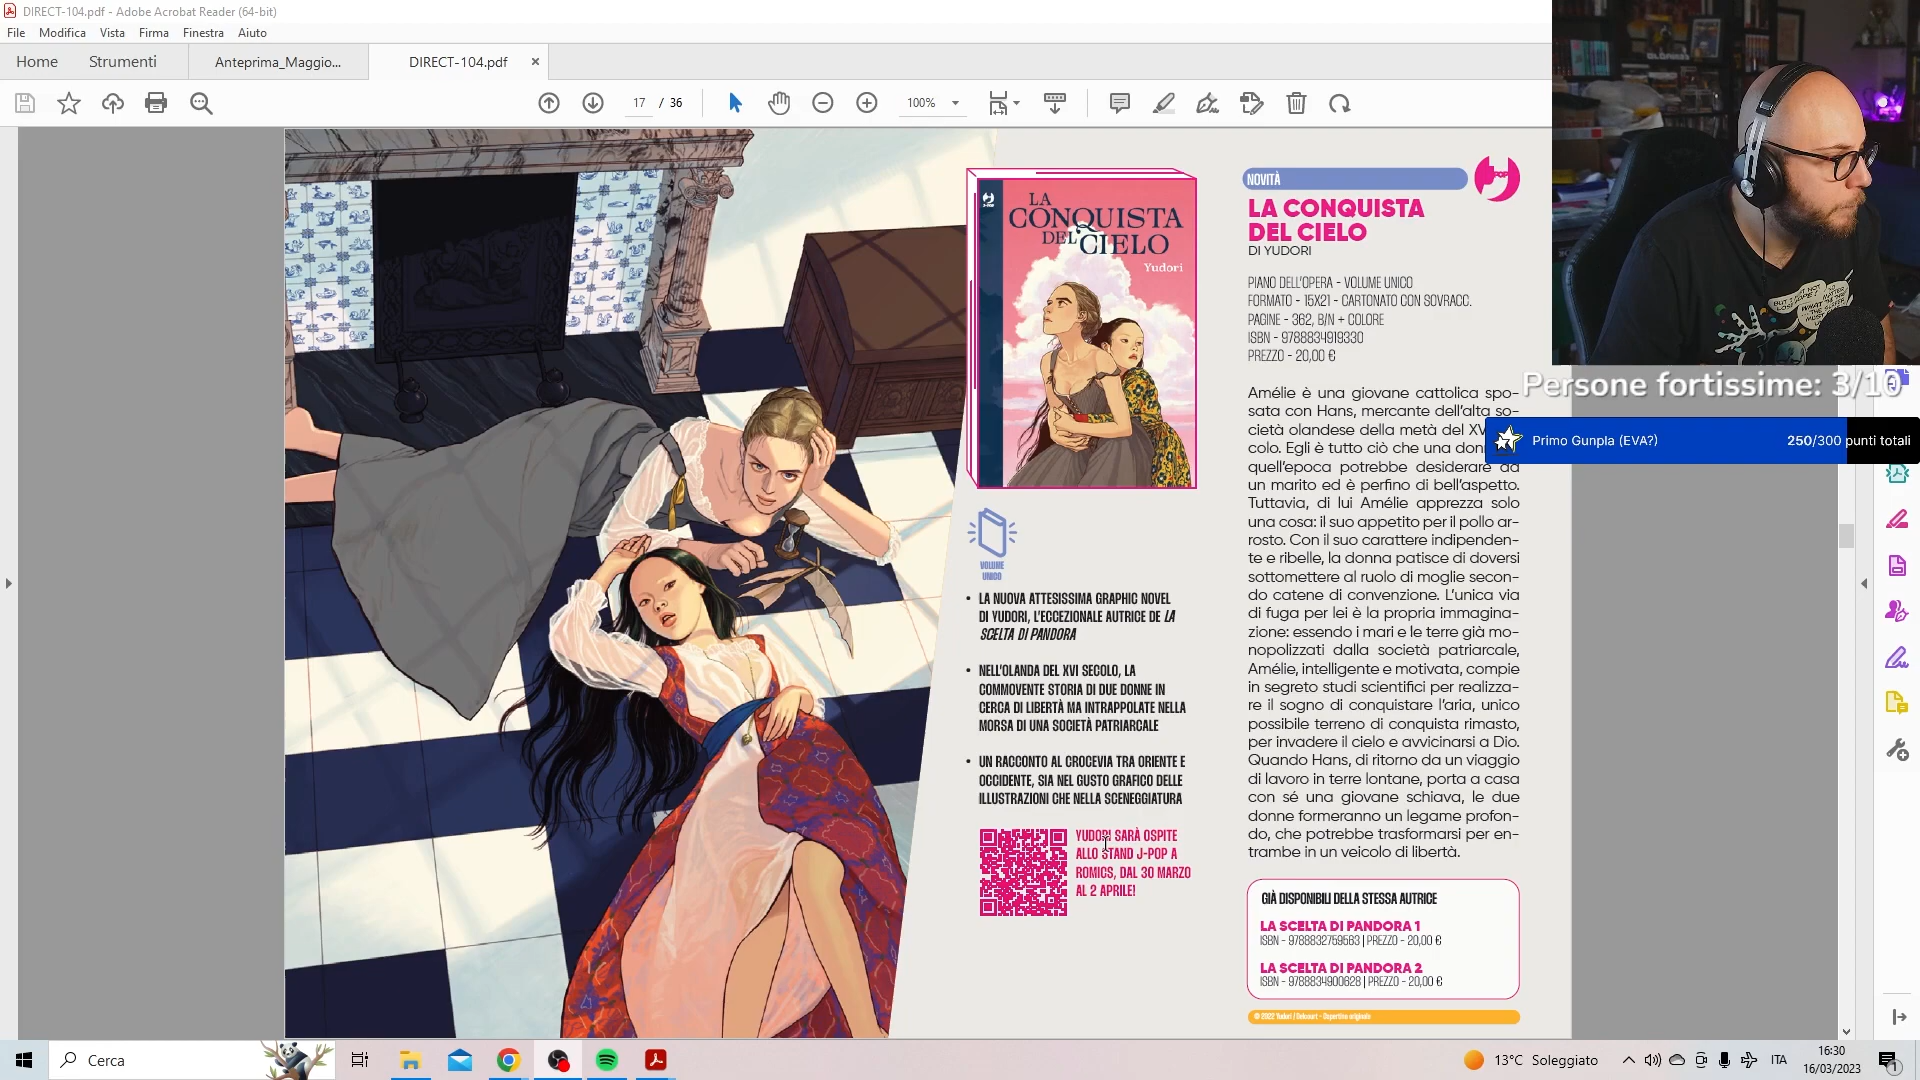 DIRECT-104.pdf - Adobe Acrobat Reader (64-bit)
File Modifica Vista Firma Finestra Aiuto
Home Strumenti Anteprima_Maggio... DIRECT-104.pdf
17 / 36 100%
LA
CONQUISTA
DEL CIELO
Yudori
J-POP
VOLUME
UNICO
• LA NUOVA ATTESISSIMA GRAPHIC NOVEL
DI YUDORI, L'ECCEZIONALE AUTRICE DE LA
SCELTA DI PANDORA
• NELL'OLANDA DEL XVI SECOLO, LA
COMMOVENTE STORIA DI DUE DONNE IN
CERCA DI LIBERTÀ MA INTRAPPOLATE NELLA
MORSA DI UNA SOCIETÀ PATRIARCALE
• UN RACCONTO AL CROCEVIA TRA ORIENTE E
OCCIDENTE, SIA NEL GUSTO GRAFICO DELLE
ILLUSTRAZIONI CHE NELLA SCENEGGIATURA
YUDORI SARÀ OSPITE
ALLO STAND J-POP A
ROMICS, DAL 30 MARZO
AL 2 APRILE!
NOVITÀ
LA CONQUISTA
DEL CIELO
DI YUDORI
PIANO DELL'OPERA - VOLUME UNICO
FORMATO - 15X21 - CARTONATO CON SOVRACC.
PAGINE - 362, B/N + COLORE
ISBN - 9788834919330
PREZZO - 20,00 €
Amélie è una giovane cattolica spo-
sata con Hans, mercante dell'alta so-
cietà olandese della metà del XV
colo. Egli è tutto ciò che una don
quell'epoca potrebbe desiderare da
un marito ed è perfino di bell'aspetto.
Tuttavia, di lui Amélie apprezza solo
una cosa: il suo appetito per il pollo ar-
rosto. Con il suo carattere indipenden-
te e ribelle, la donna patisce di doversi
sottomettere al ruolo di moglie secon-
do catene di convenzione. L'unica via
di fuga per lei è la propria immagina-
zione: essendo i mari e le terre già mo-
nopolizzati dalla società patriarcale,
Amélie, intelligente e motivata, compie
in segreto studi scientifici per realizza-
re il sogno di conquistare l'aria, unico
possibile terreno di conquista rimasto,
per invadere il cielo e avvicinarsi a Dio.
Quando Hans, di ritorno da un viaggio
di lavoro in terre lontane, porta a casa
con sé una giovane schiava, le due
donne formeranno un legame profon-
do, che potrebbe trasformarsi per en-
trambe in un veicolo di libertà.
GIÀ DISPONIBILI DELLA STESSA AUTRICE
LA SCELTA DI PANDORA 1
ISBN - 9788832759563 | PREZZO - 20,00 €
LA SCELTA DI PANDORA 2
ISBN - 9788834900628 | PREZZO - 20,00 €
© 2022 Yudori / Delcourt - Copertina originale
Persone fortissime: 3/10
Primo Gunpla (EVA?) 250/300 punti totali
Cerca
13°C Soleggiato
ITA
16:30
16/03/2023
1